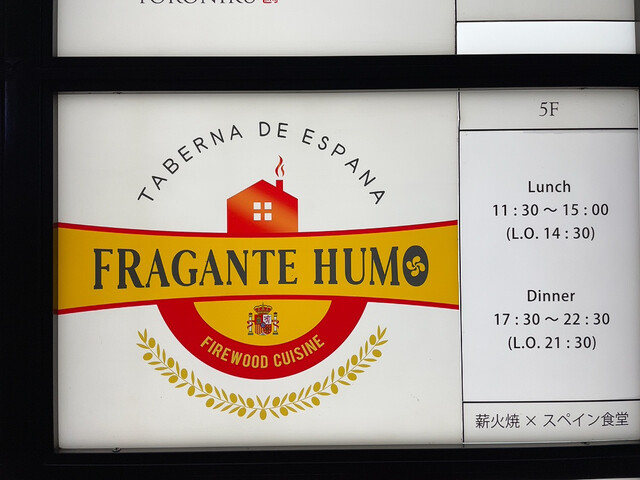 TABERNA DE ESPANA
FRAGANTE HUMO
FIREWOOD CUISINE
5F
Lunch
11:30～15:00
(L.O. 14:30)
Dinner
17:30～22:30
(L.O. 21:30)
薪火焼 × スペイン食堂